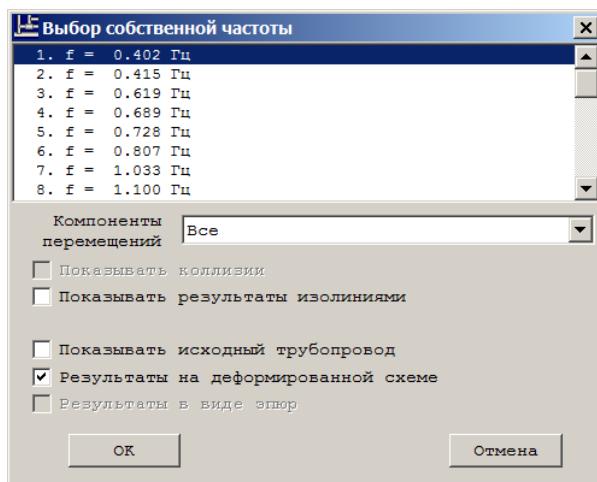 Выбор собственной частоты
1. f = 0.402 Гц
2. f = 0.415 Гц
3. f = 0.619 Гц
4. f = 0.689 Гц
5. f = 0.728 Гц
6. f = 0.807 Гц
7. f = 1.033 Гц
8. f = 1.100 Гц
Компоненты
перемещений
Все
Показывать коллизии
Показывать результаты изолиниями
Показывать исходный трубопровод
Результаты на деформированной схеме
Результаты в виде эпюр
OK
Отмена